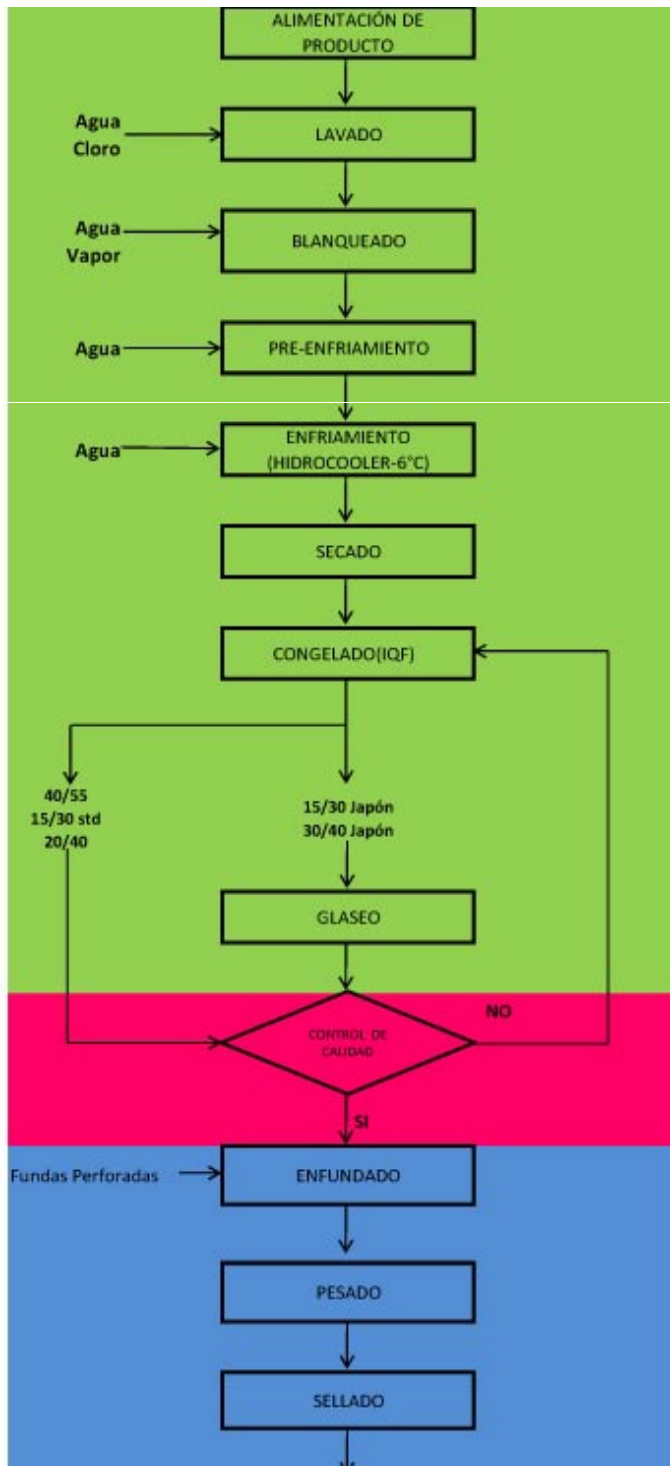 ALIMENTACIÓN DE
PRODUCTO
Agua
Cloro
LAVADO
Agua
Vapor
BLANQUEADO
Agua
PRE-ENFRIAMIENTO
Agua
ENFRIAMIENTO
(HIDROCOOLER-6°C)
SECADO
CONGELADO(IQF)
40/55
15/30 std
20/40
15/30 Japón
30/40 Japón
GLASEO
NO
CONTROL DE
CALIDAD
SI
Fundas Perforadas
ENFUNDADO
PESADO
SELLADO